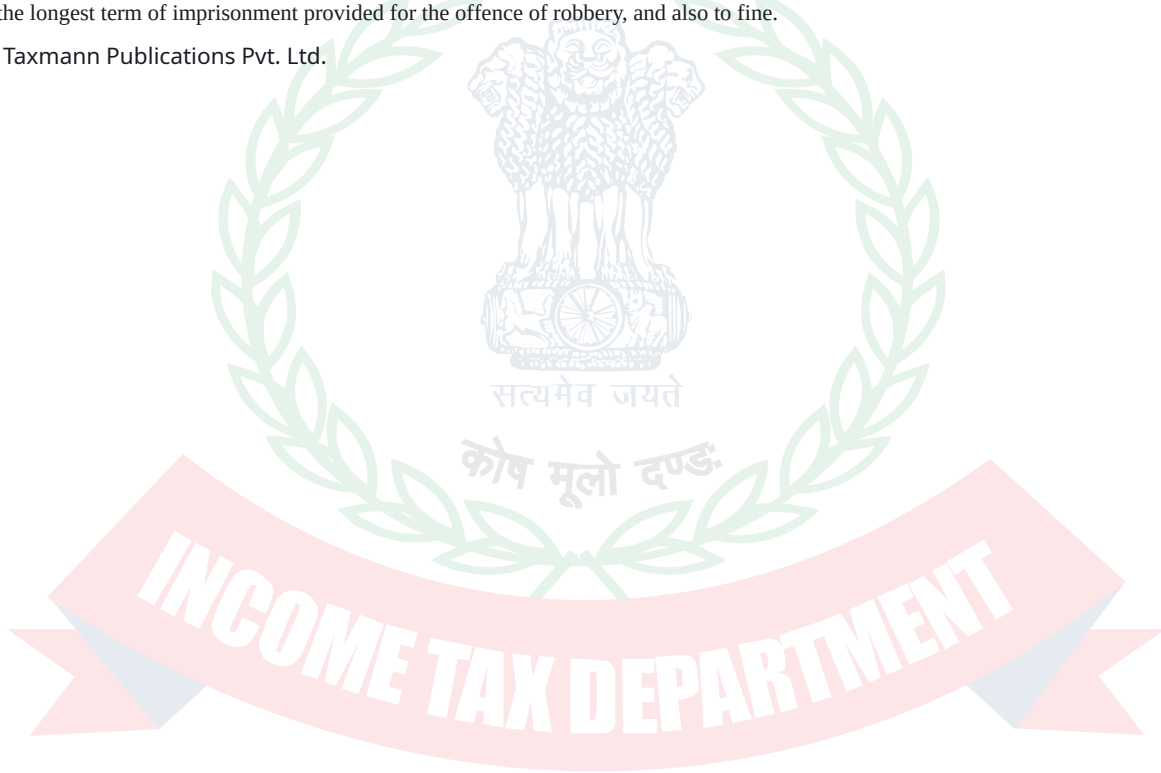 the longest term of imprisonment provided for the offence of robbery, and also to fine.
Taxmann Publications Pvt. Ltd.
सत्यमेव जयते
कोष मूलो दण्डः
INCOME TAX DEPARTMENT